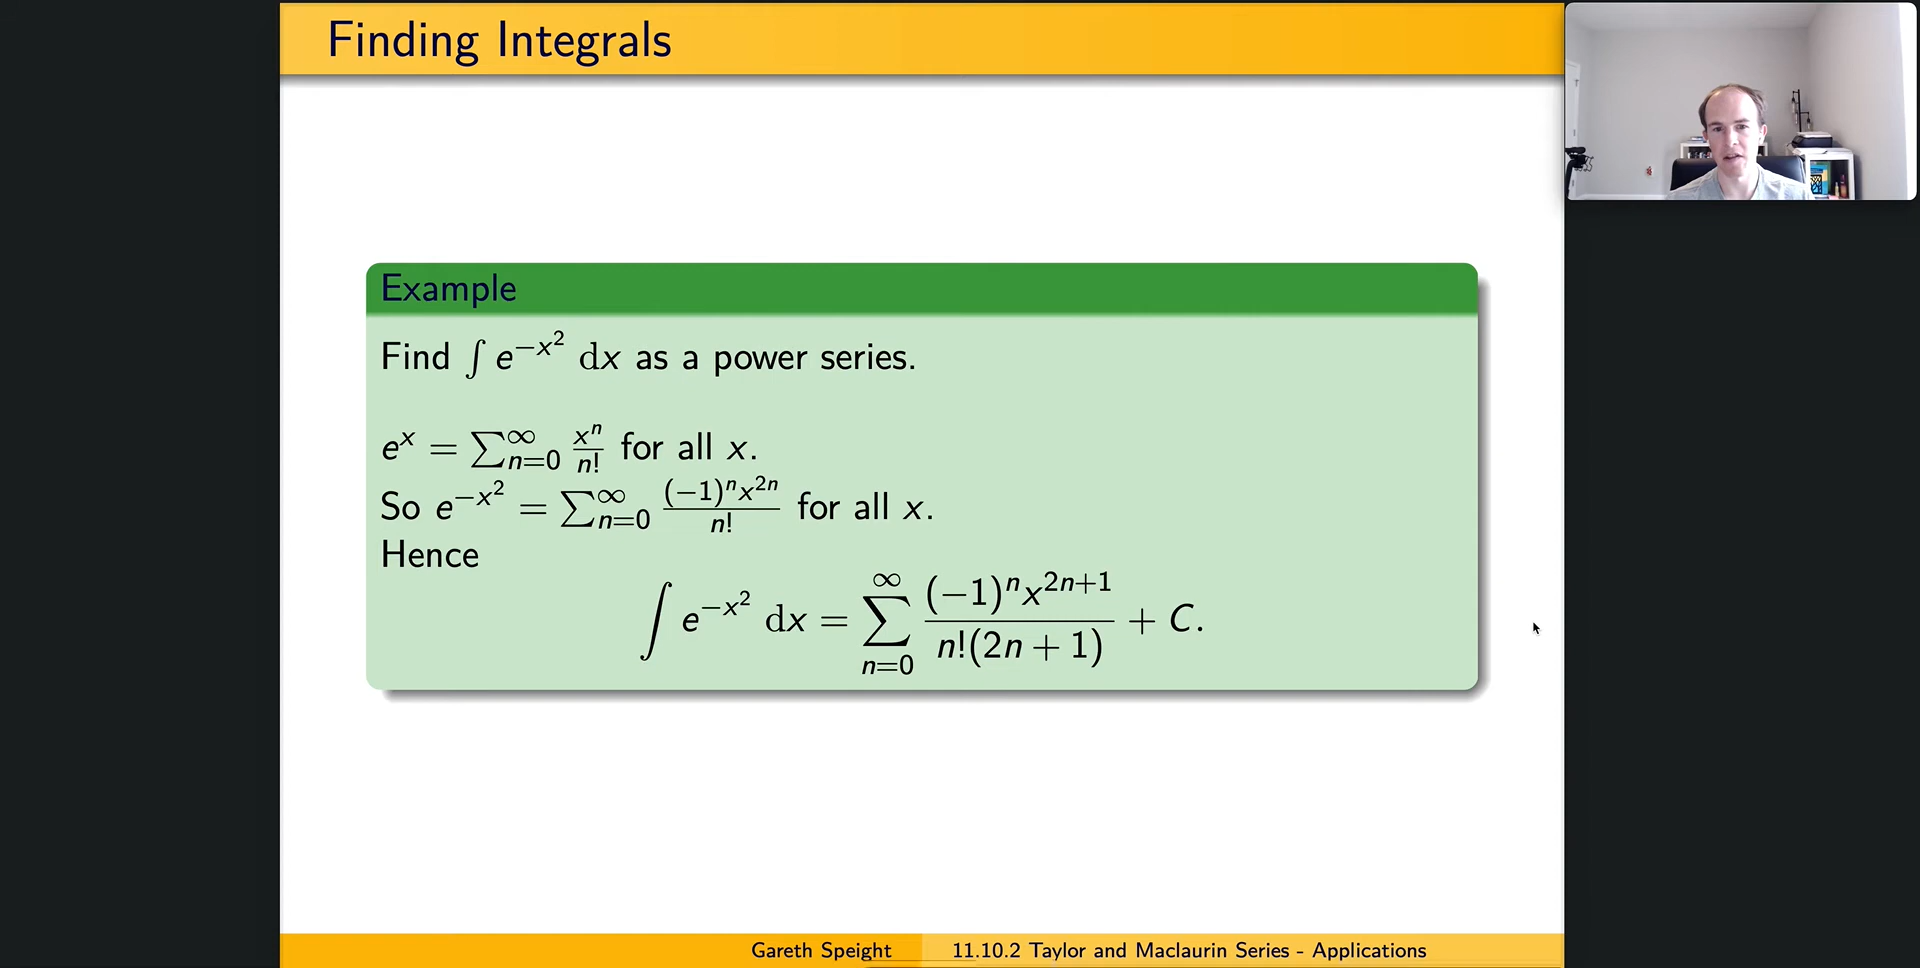 Finding Integrals
Example
Find ∫ e^{−x^2} dx as a power series.
e^x = ∑_{n=0}^{∞} x^n/n! for all x.
So e^{−x^2} = ∑_{n=0}^{∞} (−1)^n x^{2n}/n! for all x.
Hence
∫ e^{−x^2} dx = ∑_{n=0}^{∞} (−1)^n x^{2n+1}/n!(2n + 1) + C.
Gareth Speight 11.10.2 Taylor and Maclaurin Series - Applications